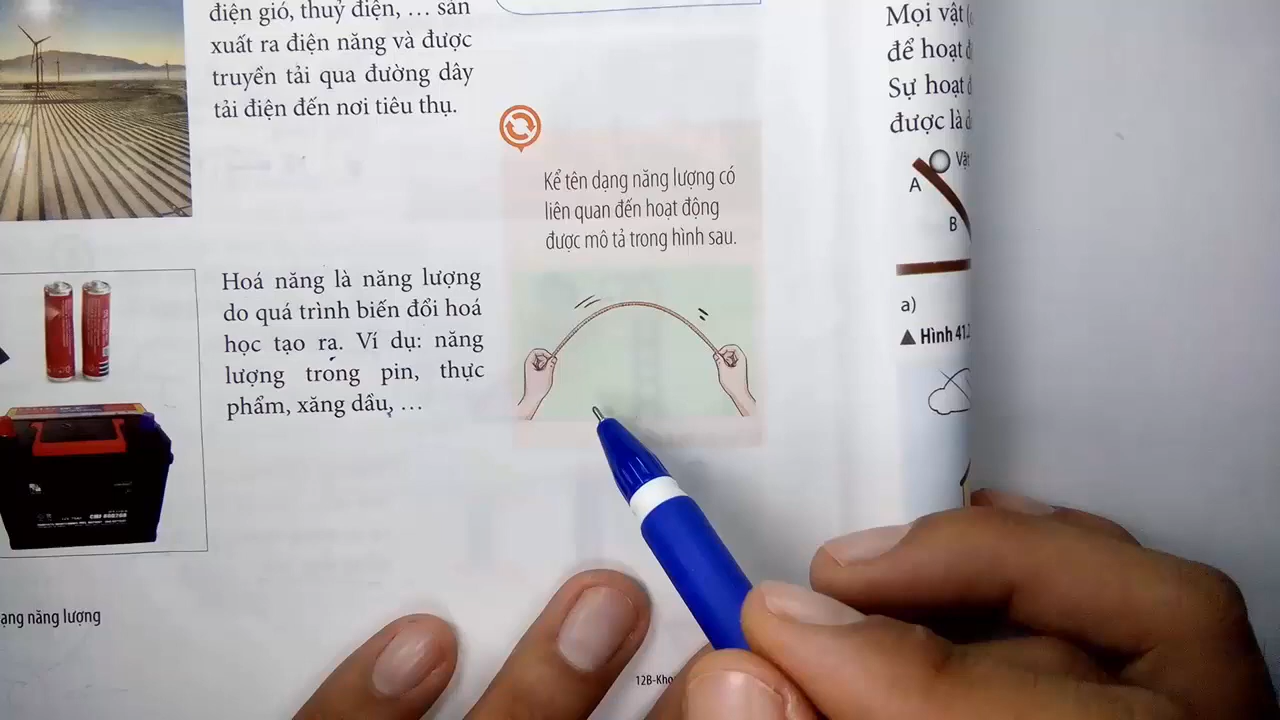 điện gió, thuỷ điện, … sản
xuất ra điện năng và được
truyền tải qua đường dây
tải điện đến nơi tiêu thụ.
Hoá năng là năng lượng
do quá trình biến đổi hoá
học tạo ra. Ví dụ: năng
lượng trong pin, thực
phẩm, xăng dầu, …
ạng năng lượng
Kể tên dạng năng lượng có
liên quan đến hoạt động
được mô tả trong hình sau.
12B-Kho
Mọi vật
để hoạt
Sự hoạt
được là
Vật
A
B
a)
▲ Hình 41.